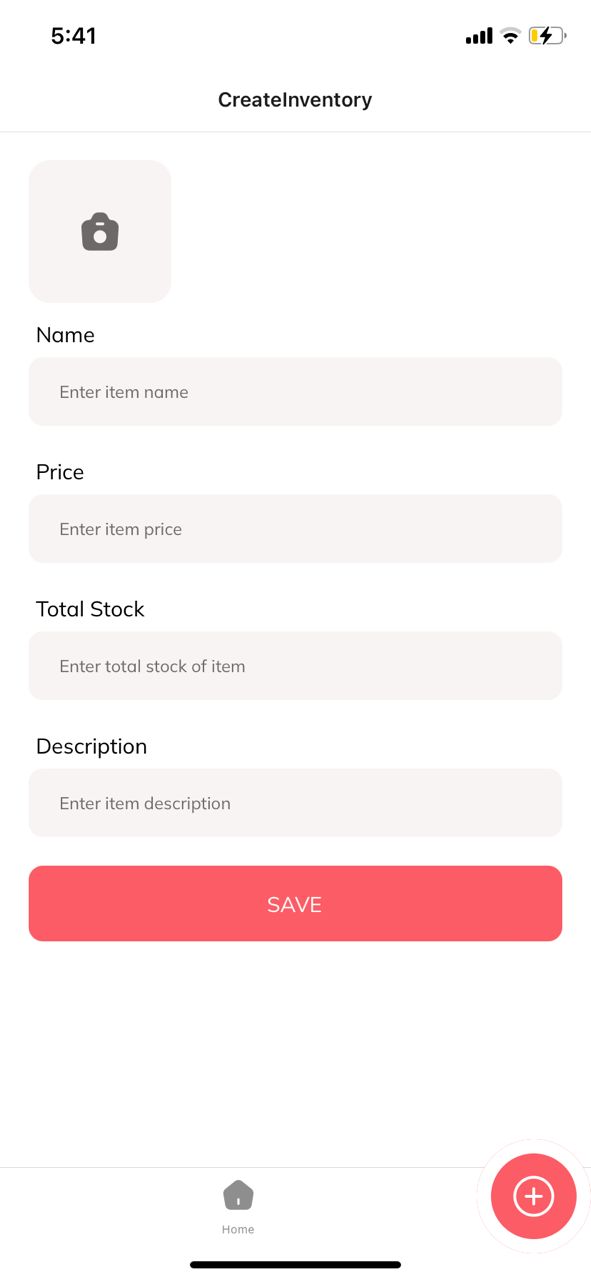 5:41
CreateInventory
Name
Enter item name
Price
Enter item price
Total Stock
Enter total stock of item
Description
Enter item description
SAVE
Home